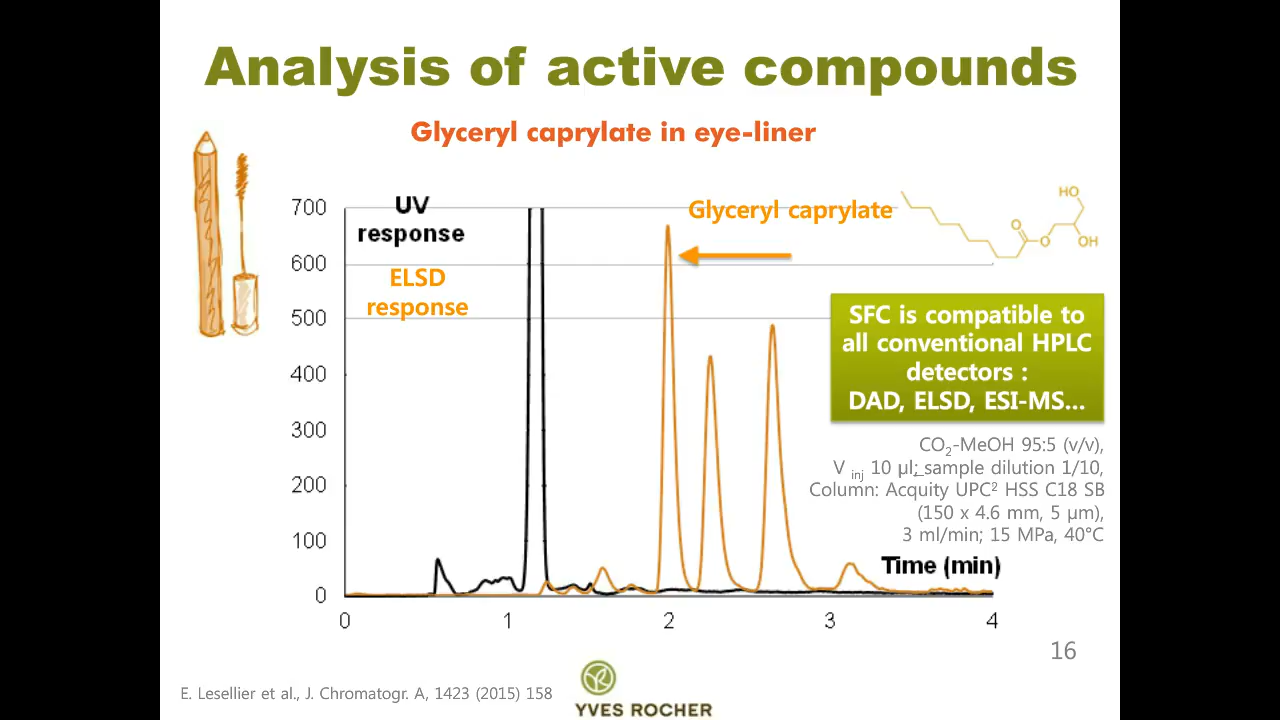 Analysis of active compounds
Glyceryl caprylate in eye-liner
700
600
500
400
300
200
100
0
UV
response
ELSD
response
Glyceryl caprylate
HO
O
O
OH
SFC is compatible to
all conventional HPLC
detectors :
DAD, ELSD, ESI-MS...
CO2-MeOH 95:5 (v/v),
V inj 10 µl; sample dilution 1/10,
Column: Acquity UPC² HSS C18 SB
(150 x 4.6 mm, 5 µm),
3 ml/min; 15 MPa, 40°C
Time (min)
0 1 2 3 4
16
E. Lesellier et al., J. Chromatogr. A, 1423 (2015) 158
YVES ROCHER